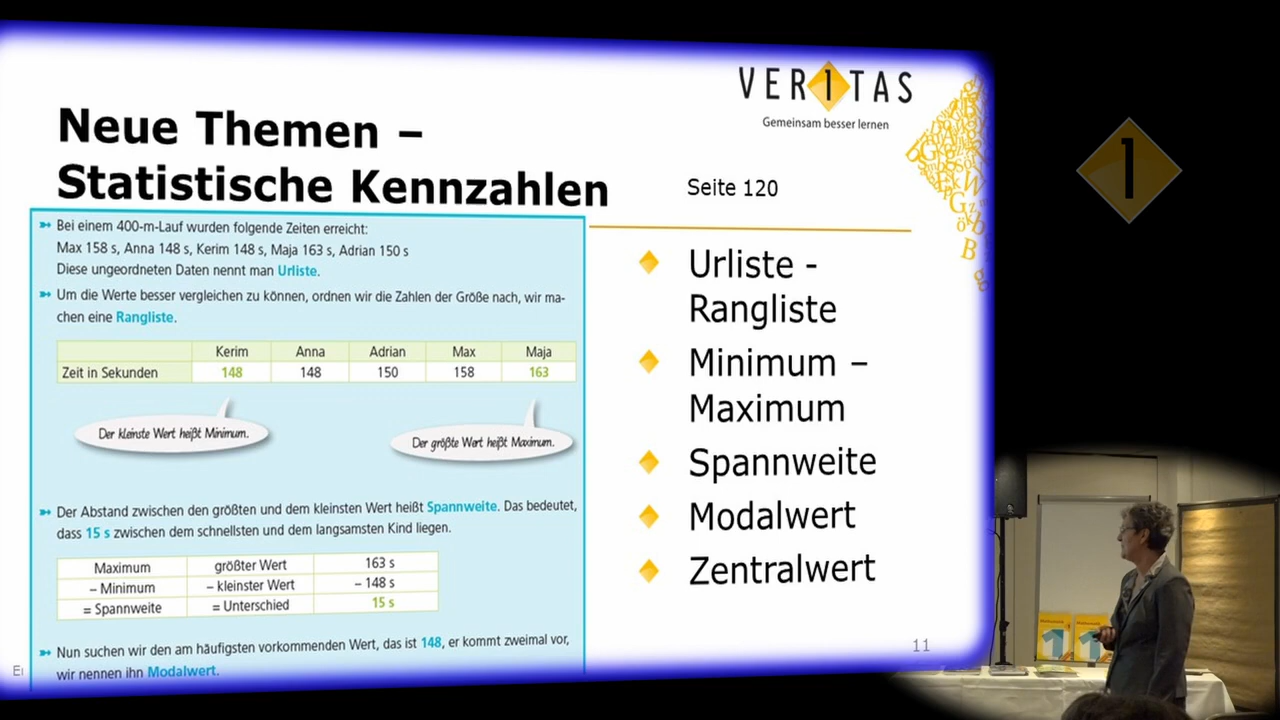 VER1TAS
Gemeinsam besser lernen
Neue Themen –
Statistische Kennzahlen
Seite 120
➳ Bei einem 400-m-Lauf wurden folgende Zeiten erreicht:
Max 158 s, Anna 148 s, Kerim 148 s, Maja 163 s, Adrian 150 s
Diese ungeordneten Daten nennt man Urliste.
➳ Um die Werte besser vergleichen zu können, ordnen wir die Zahlen der Größe nach, wir ma-
chen eine Rangliste.
Kerim Anna Adrian Max Maja
Zeit in Sekunden 148 148 150 158 163
Der kleinste Wert heißt Minimum.
Der größte Wert heißt Maximum.
➳ Der Abstand zwischen den größten und dem kleinsten Wert heißt Spannweite. Das bedeutet,
dass 15 s zwischen dem schnellsten und dem langsamsten Kind liegen.
Maximum größter Wert 163 s
– Minimum – kleinster Wert – 148 s
= Spannweite = Unterschied 15 s
➳ Nun suchen wir den am häufigsten vorkommenden Wert, das ist 148, er kommt zweimal vor,
wir nennen ihn Modalwert.
Urliste -
Rangliste
Minimum –
Maximum
Spannweite
Modalwert
Zentralwert
11
1